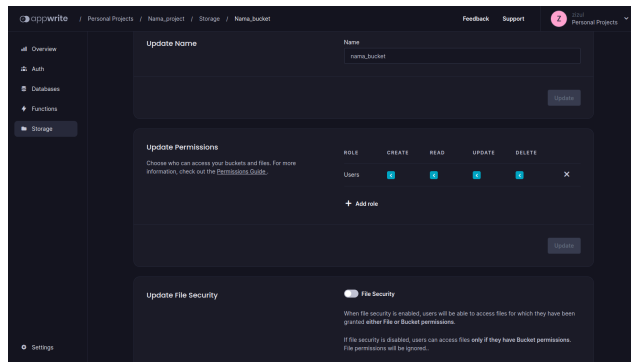 appwrite / Personal Projects / Nama_project / Storage / Nama_bucket
Feedback Support
Z
Personal Projects
Overview
Auth
Databases
Functions
Storage
Settings
Update Name
Name
nama_bucket
Update
Update Permissions
Choose who can access your buckets and files. For more
information, check out the Permissions Guide .
ROLE CREATE READ UPDATE DELETE
Users
Add role
Update
Update File Security
File Security
When file security is enabled, users will be able to access files for which they have been
granted either File or Bucket permissions.
If file security is disabled, users can access files only if they have Bucket permissions.
File permissions will be ignored..